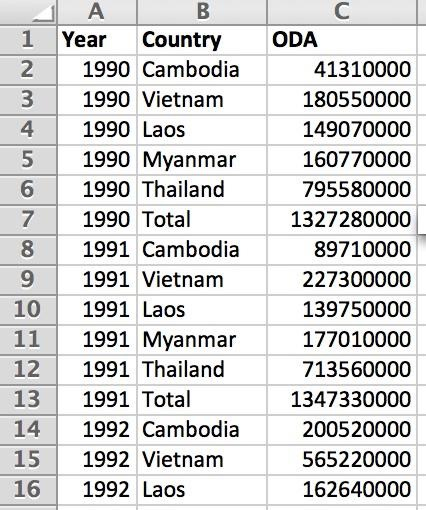 A B C
1 Year Country ODA
2 1990 Cambodia 41310000
3 1990 Vietnam 180550000
4 1990 Laos 149070000
5 1990 Myanmar 160770000
6 1990 Thailand 795580000
7 1990 Total 1327280000
8 1991 Cambodia 89710000
9 1991 Vietnam 227300000
10 1991 Laos 139750000
11 1991 Myanmar 177010000
12 1991 Thailand 713560000
13 1991 Total 1347330000
14 1992 Cambodia 200520000
15 1992 Vietnam 565220000
16 1992 Laos 162640000